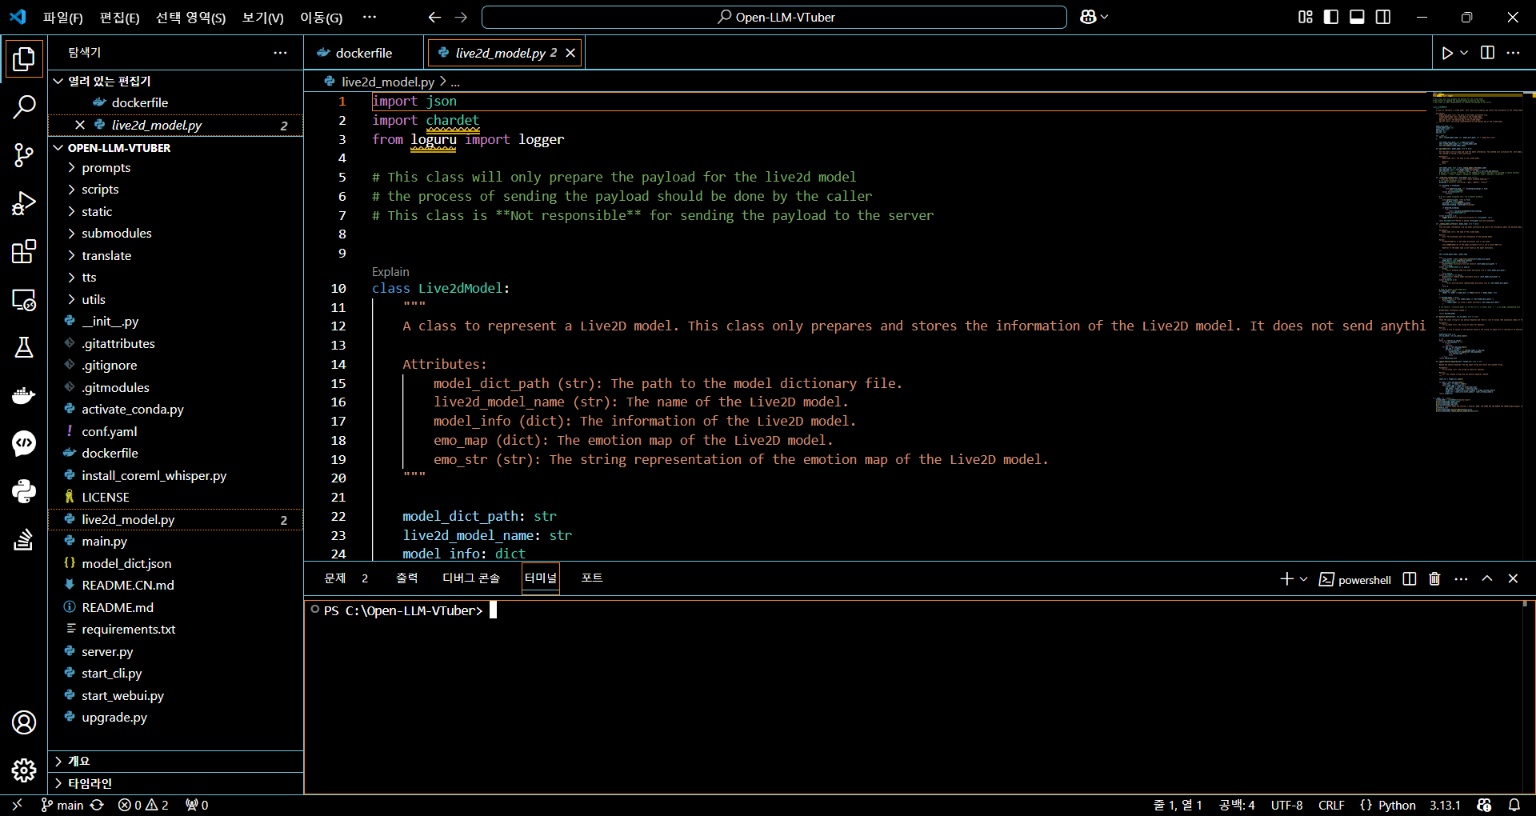 파일(F) 편집(E) 선택 영역(S) 보기(V) 이동(G) ··· Open-LLM-VTuber
탐색기 ···
열려 있는 편집기
dockerfile
live2d_model.py 2
OPEN-LLM-VTUBER
prompts
scripts
static
submodules
translate
tts
utils
__init__.py
.gitattributes
.gitignore
.gitmodules
activate_conda.py
! conf.yaml
dockerfile
install_coreml_whisper.py
LICENSE
live2d_model.py 2
main.py
{} model_dict.json
README.CN.md
README.md
requirements.txt
server.py
start_cli.py
start_webui.py
upgrade.py
개요
타임라인
dockerfile live2d_model.py 2
live2d_model.py > ...
1 import json
2 import chardet
3 from loguru import logger
4
5 # This class will only prepare the payload for the live2d model
6 # the process of sending the payload should be done by the caller
7 # This class is **Not responsible** for sending the payload to the server
8
9
Explain
10 class Live2dModel:
11 """
12 A class to represent a Live2D model. This class only prepares and stores the information of the Live2D model. It does not send anythi
13
14 Attributes:
15 model_dict_path (str): The path to the model dictionary file.
16 live2d_model_name (str): The name of the Live2D model.
17 model_info (dict): The information of the Live2D model.
18 emo_map (dict): The emotion map of the Live2D model.
19 emo_str (str): The string representation of the emotion map of the Live2D model.
20 """
21
22 model_dict_path: str
23 live2d_model_name: str
24 model_info: dict
문제 2 출력 디버그 콘솔 터미널 포트 powershell ···
PS C:\Open-LLM-VTuber>
main 0 2 0 줄 1, 열 1 공백: 4 UTF-8 CRLF {} Python 3.13.1